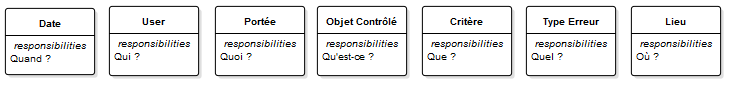 Date
responsibilities
Quand ?
User
responsibilities
Qui ?
Portée
responsibilities
Quoi ?
Objet Contrôlé
responsibilities
Qu'est-ce ?
Critère
responsibilities
Que ?
Type Erreur
responsibilities
Quel ?
Lieu
responsibilities
Où ?